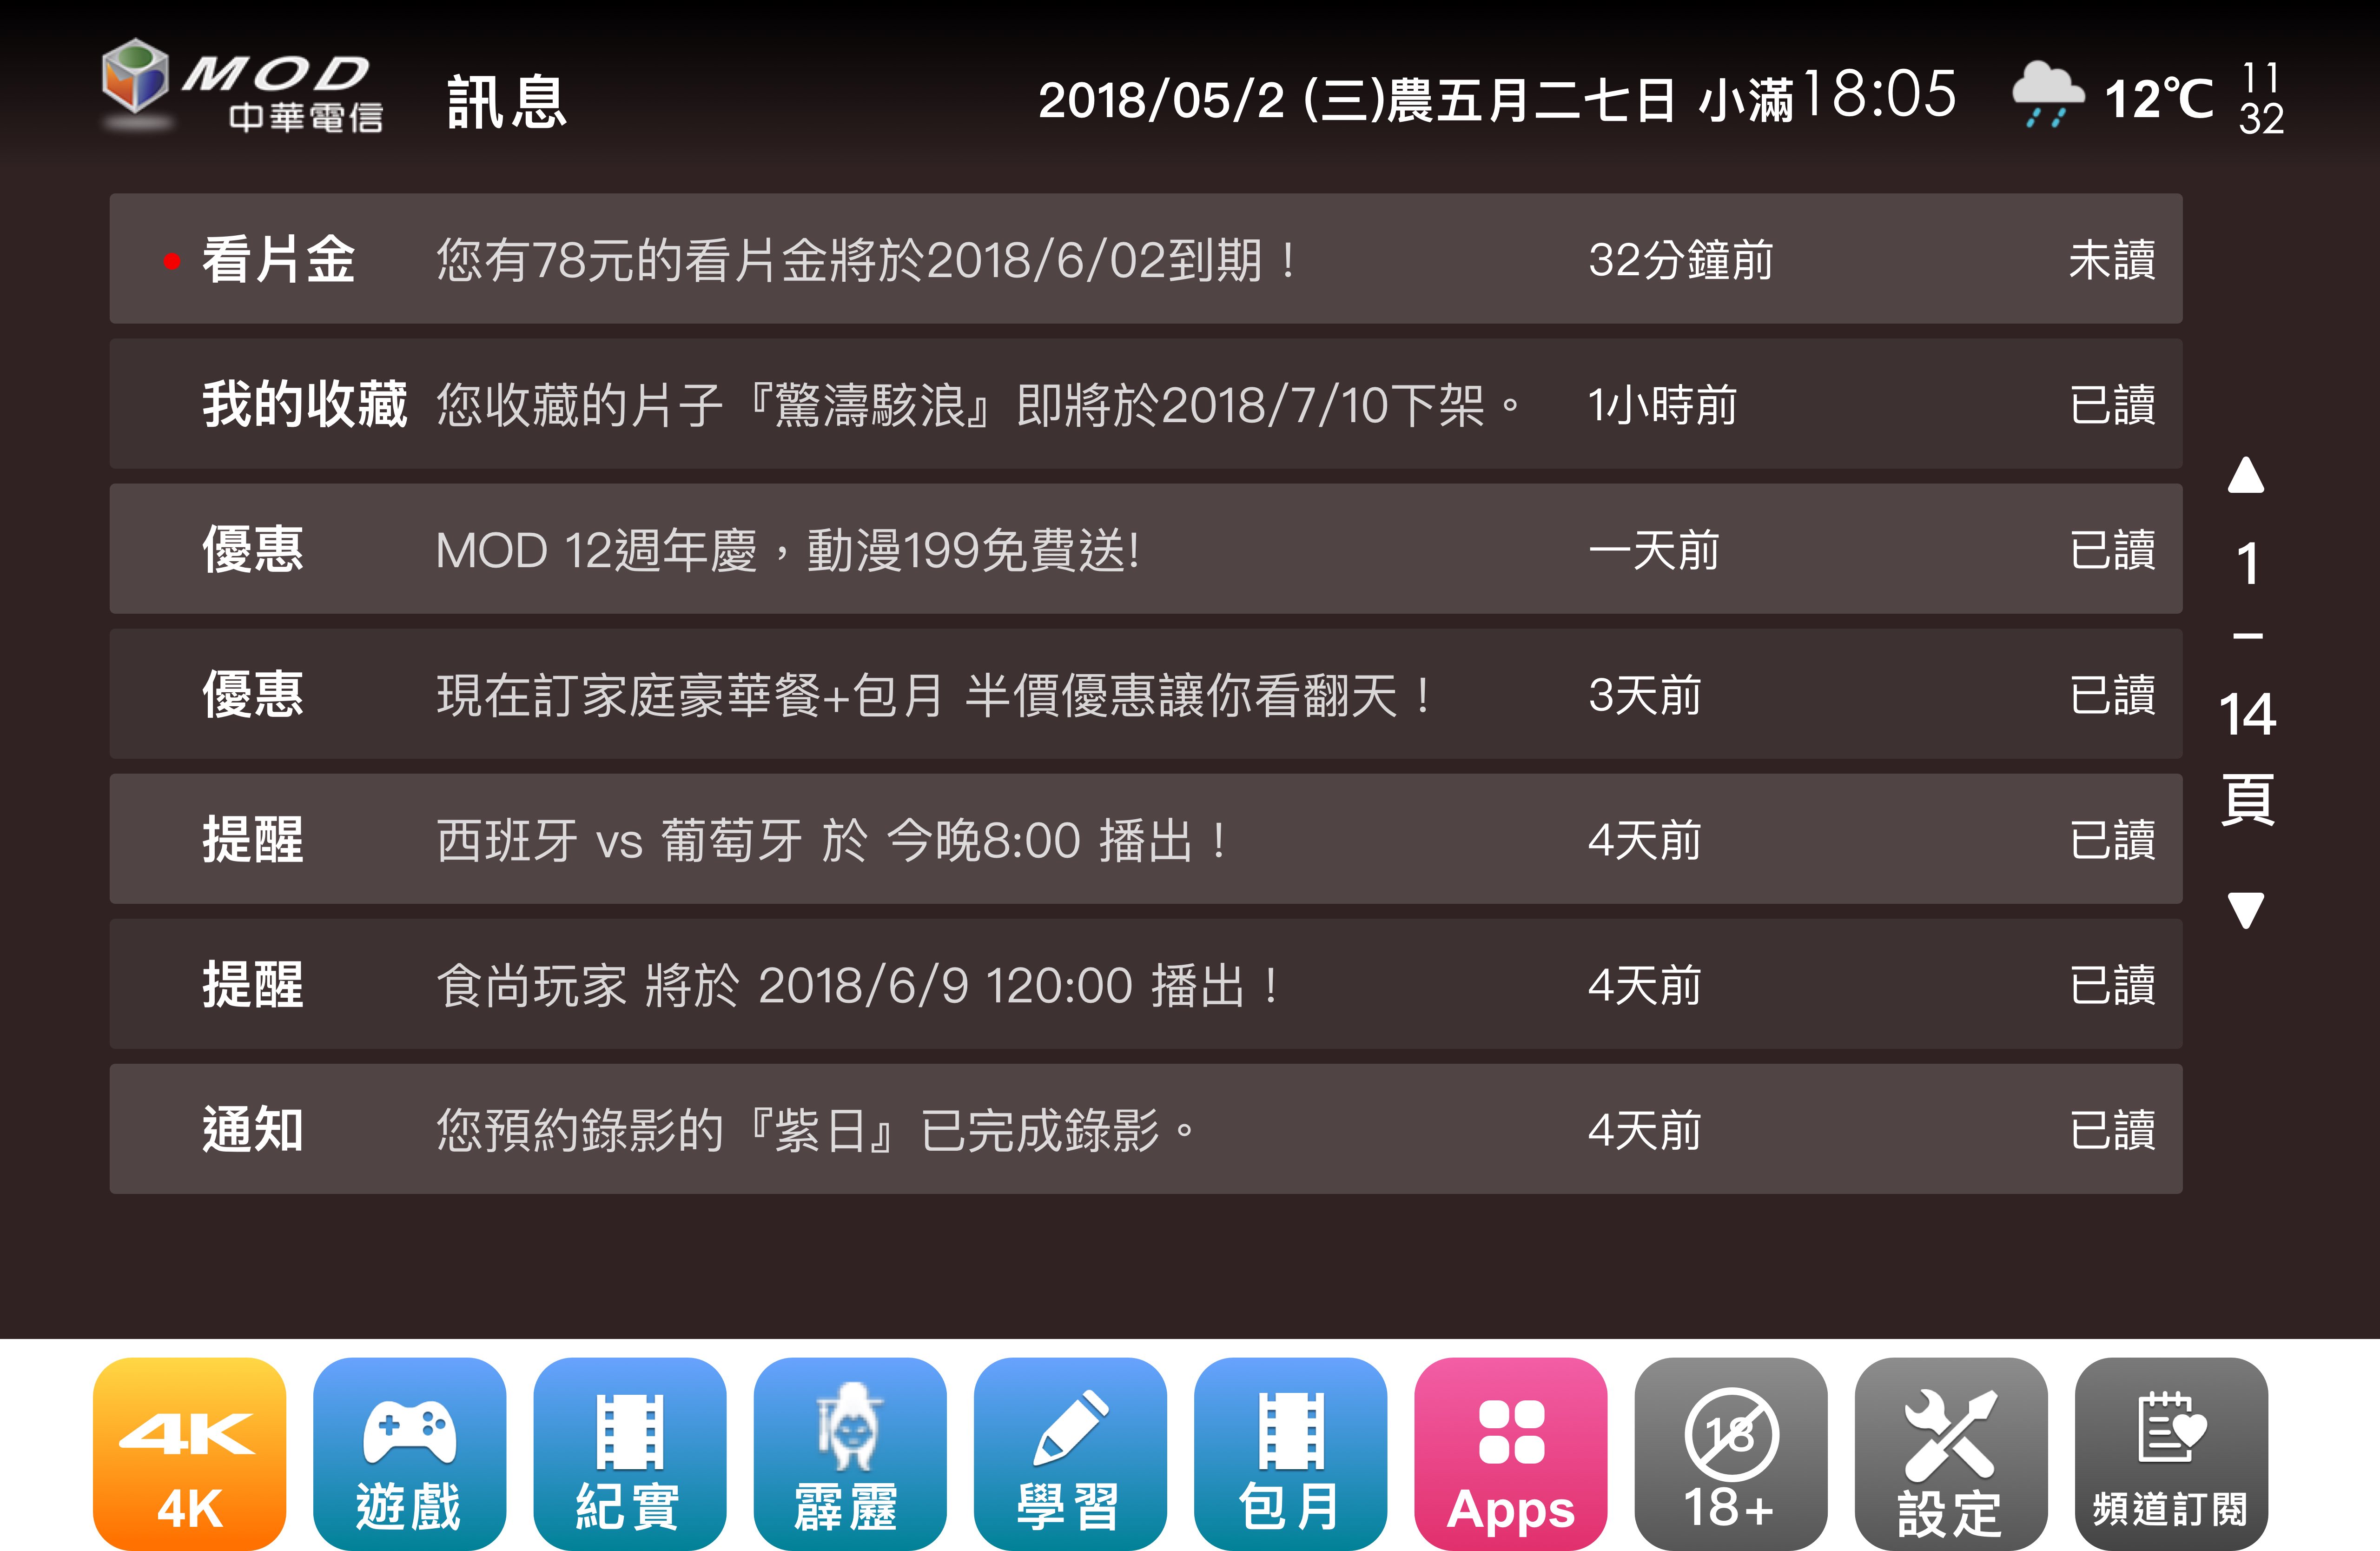 MOD
中華電信
訊息
2018/05/2 (三)農五月二七日 小滿 18:05
12℃
11
32
看片金 您有78元的看片金將於2018/6/02到期！ 32分鐘前 未讀
我的收藏 您收藏的片子『驚濤駭浪』即將於2018/7/10下架。 1小時前 已讀
優惠 MOD 12週年慶，動漫199免費送! 一天前 已讀
優惠 現在訂家庭豪華餐+包月 半價優惠讓你看翻天！ 3天前 已讀
提醒 西班牙 vs 葡萄牙 於 今晚8:00 播出！ 4天前 已讀
提醒 食尚玩家 將於 2018/6/9 120:00 播出！ 4天前 已讀
通知 您預約錄影的『紫日』已完成錄影。 4天前 已讀
1
–
14
頁
4K
4K
遊戲
紀實
霹靂
學習
包月
Apps
18
18+
設定
頻道訂閱